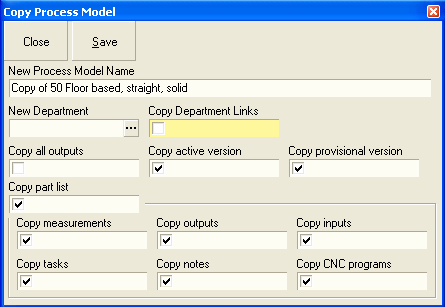 Copy Process Model
Close Save
New Process Model Name
Copy of 50 Floor based, straight, solid
New Department Copy Department Links
...
Copy all outputs Copy active version Copy provisional version
Copy part list
Copy measurements Copy outputs Copy inputs
Copy tasks Copy notes Copy CNC programs